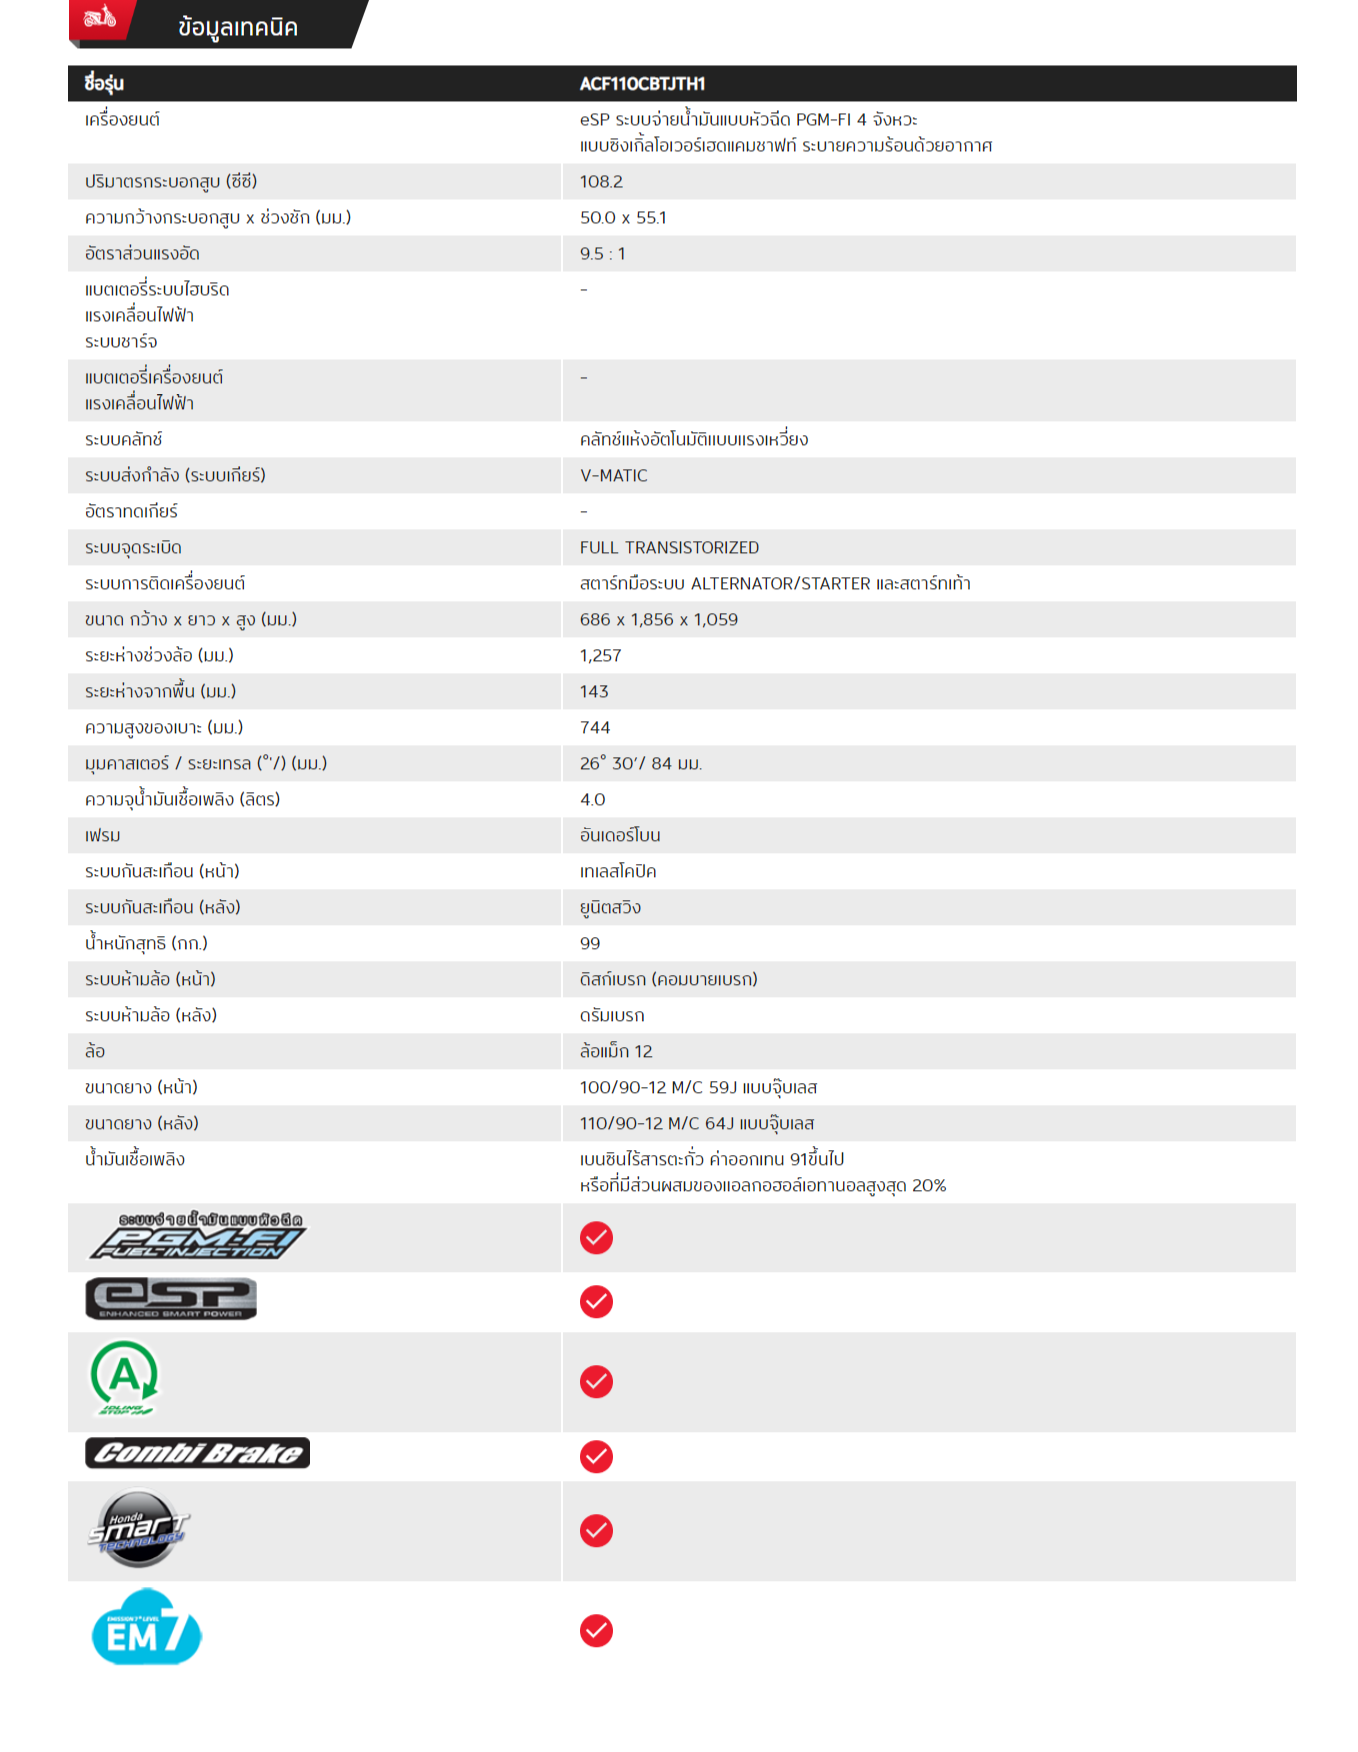 ข้อมูลเทคนิค
ชื่อรุ่น ACF110CBTJTH1
เครื่องยนต์ eSP ระบบจ่ายน้ำมันแบบหัวฉีด PGM-FI 4 จังหวะ
แบบซิงเกิ้ลโอเวอร์เฮดแคมชาฟท์ ระบายความร้อนด้วยอากาศ
ปริมาตรกระบอกสูบ (ซีซี) 108.2
ความกว้างกระบอกสูบ x ช่วงชัก (มม.) 50.0 x 55.1
อัตราส่วนแรงอัด 9.5 : 1
แบตเตอรี่ระบบไฮบริด -
แรงเคลื่อนไฟฟ้า
ระบบชาร์จ
แบตเตอรี่เครื่องยนต์ -
แรงเคลื่อนไฟฟ้า
ระบบคลัทช์ คลัทช์แห้งอัตโนมัติแบบแรงเหวี่ยง
ระบบส่งกำลัง (ระบบเกียร์) V-MATIC
อัตราทดเกียร์ -
ระบบจุดระเบิด FULL TRANSISTORIZED
ระบบการติดเครื่องยนต์ สตาร์ทมือระบบ ALTERNATOR/STARTER และสตาร์ทเท้า
ขนาด กว้าง x ยาว x สูง (มม.) 686 x 1,856 x 1,059
ระยะห่างช่วงล้อ (มม.) 1,257
ระยะห่างจากพื้น (มม.) 143
ความสูงของเบาะ (มม.) 744
มุมคาสเตอร์ / ระยะเทรล (°'/) (มม.) 26° 30’/ 84 มม.
ความจุน้ำมันเชื้อเพลิง (ลิตร) 4.0
เฟรม อันเดอร์โบน
ระบบกันสะเทือน (หน้า) เทเลสโคปิค
ระบบกันสะเทือน (หลัง) ยูนิตสวิง
น้ำหนักสุทธิ (กก.) 99
ระบบห้ามล้อ (หน้า) ดิสก์เบรก (คอมบายเบรก)
ระบบห้ามล้อ (หลัง) ดรัมเบรก
ล้อ ล้อแม็ก 12
ขนาดยาง (หน้า) 100/90-12 M/C 59J แบบจุ๊บเลส
ขนาดยาง (หลัง) 110/90-12 M/C 64J แบบจุ๊บเลส
น้ำมันเชื้อเพลิง เบนซินไร้สารตะกั่ว ค่าออกเทน 91ขึ้นไป
หรือที่มีส่วนผสมของแอลกอฮอล์เอทานอลสูงสุด 20%
ระบบจ่ายน้ำมันแบบหัวฉีด
PGM-FI
FUEL INJECTION
eSP
ENHANCED SMART POWER
A
IDLING
STOP
Combi Brake
Honda
smart
TECHNOLOGY
EMISSION 7th LEVEL
EM 7